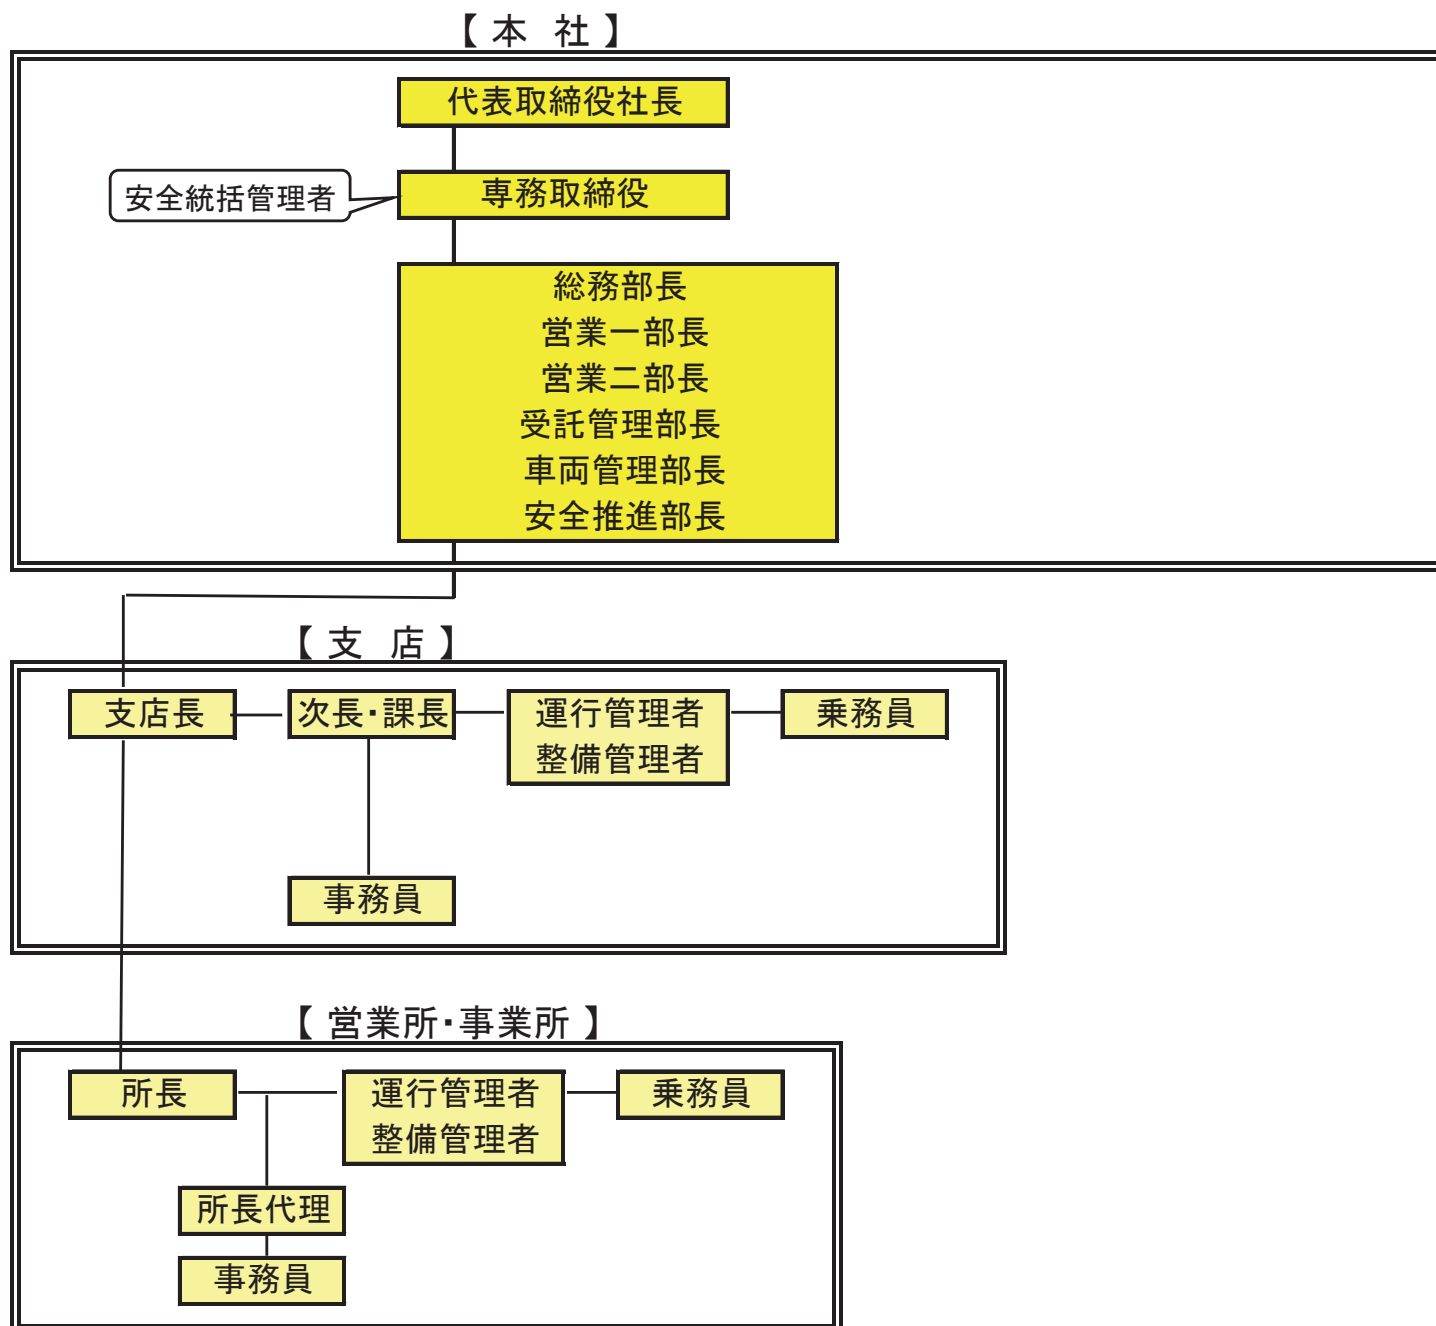 【 本 社 】
代表取締役社長
安全統括管理者
専務取締役
総務部長
営業一部長
営業二部長
受託管理部長
車両管理部長
安全推進部長
【 支 店 】
支店長
次長・課長
運行管理者
整備管理者
乗務員
事務員
【 営業所・事業所 】
所長
運行管理者
整備管理者
乗務員
所長代理
事務員